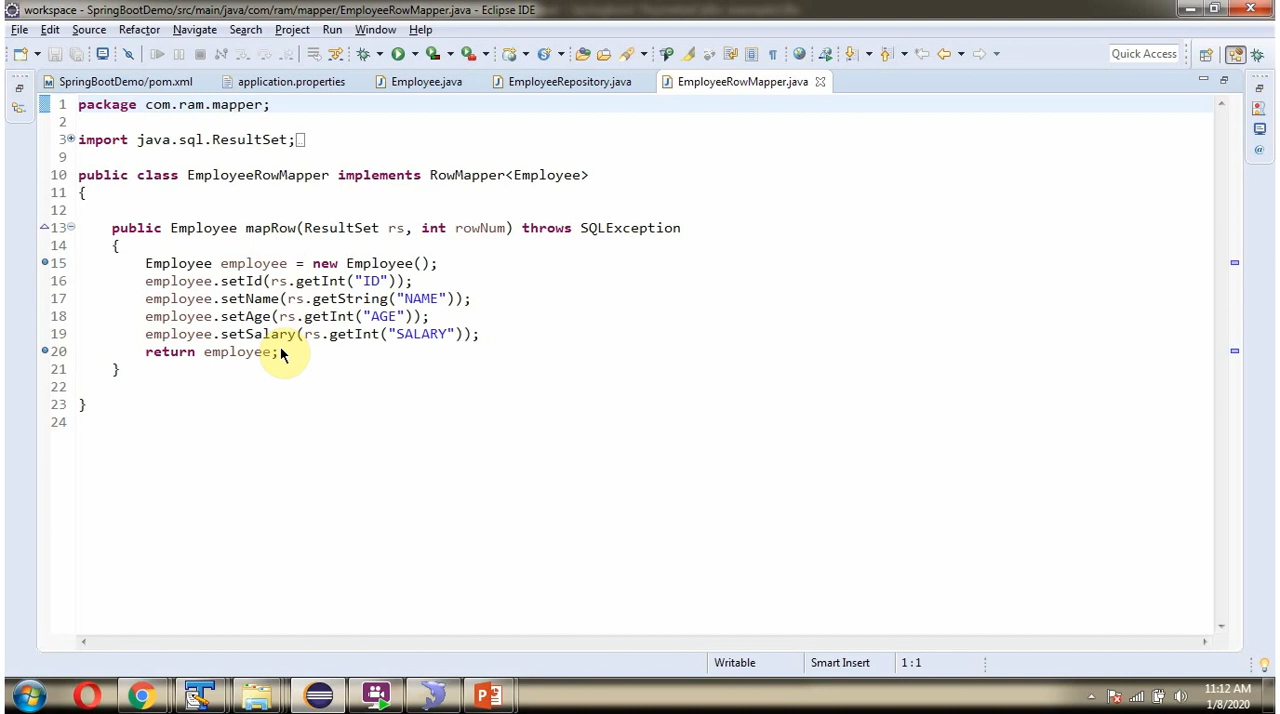 workspace - SpringBootDemo/src/main/java/com/ram/mapper/EmployeeRowMapper.java - Eclipse IDE
File Edit Source Refactor Navigate Search Project Run Window Help
Quick Access
SpringBootDemo/pom.xml application.properties Employee.java EmployeeRepository.java EmployeeRowMapper.java
1 package com.ram.mapper;
2
3 import java.sql.ResultSet;
9
10 public class EmployeeRowMapper implements RowMapper<Employee>
11 {
12
13 public Employee mapRow(ResultSet rs, int rowNum) throws SQLException
14 {
15 Employee employee = new Employee();
16 employee.setId(rs.getInt("ID"));
17 employee.setName(rs.getString("NAME"));
18 employee.setAge(rs.getInt("AGE"));
19 employee.setSalary(rs.getInt("SALARY"));
20 return employee;
21 }
22
23 }
24
Writable Smart Insert 1 : 1
11:12 AM
1/8/2020